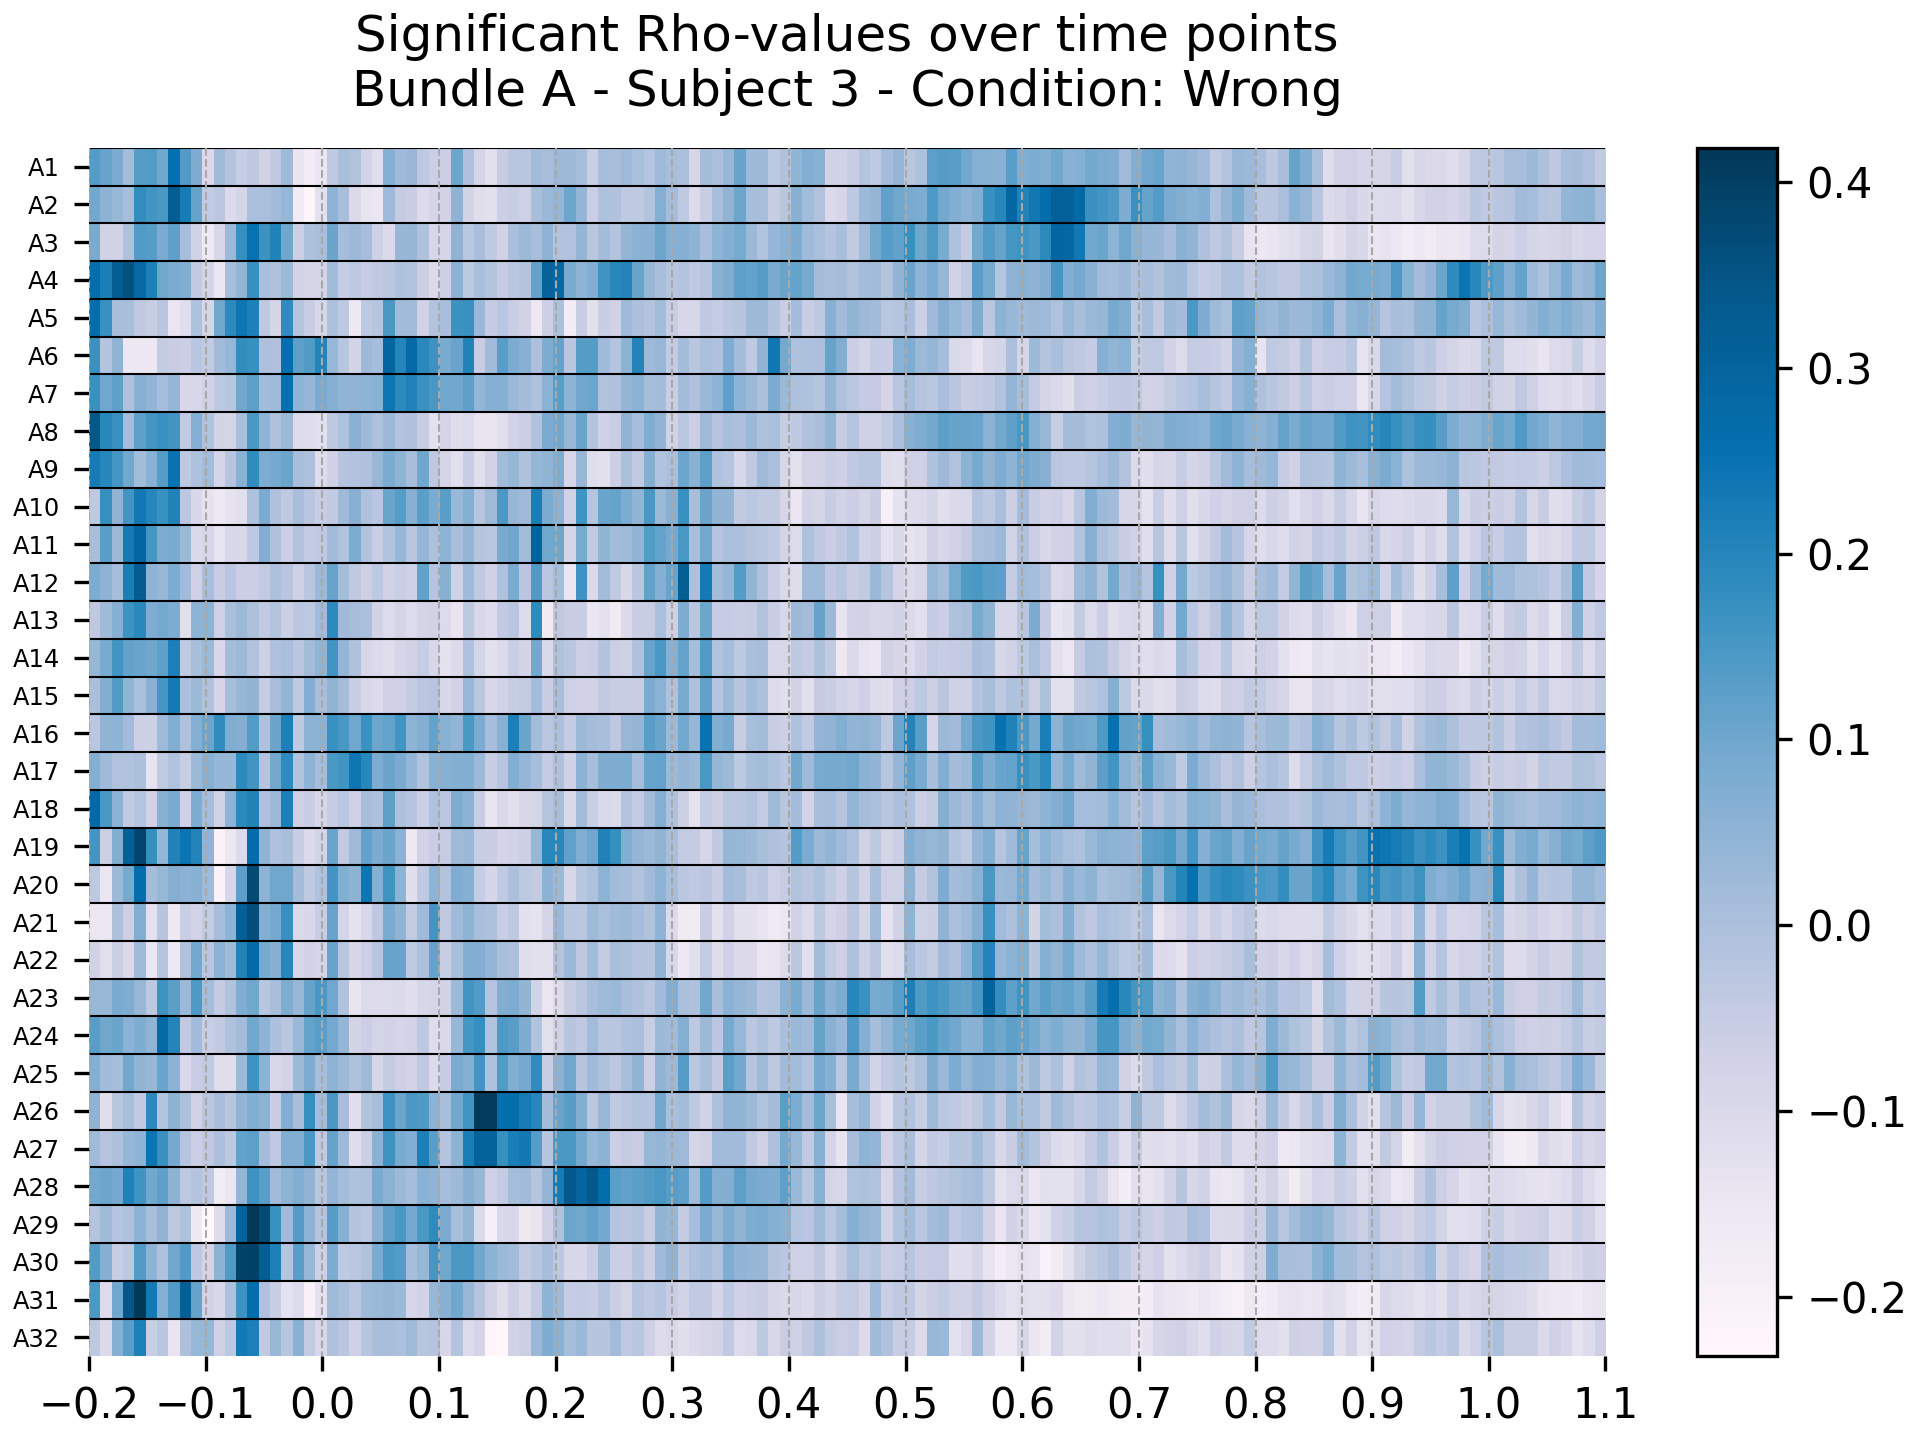 Significant Rho-values over time points
Bundle A - Subject 3 - Condition: Wrong
A1
A2
A3
A4
A5
A6
A7
A8
A9
A10
A11
A12
A13
A14
A15
A16
A17
A18
A19
A20
A21
A22
A23
A24
A25
A26
A27
A28
A29
A30
A31
A32
−0.2 −0.1 0.0 0.1 0.2 0.3 0.4 0.5 0.6 0.7 0.8 0.9 1.0 1.1
0.4
0.3
0.2
0.1
0.0
−0.1
−0.2